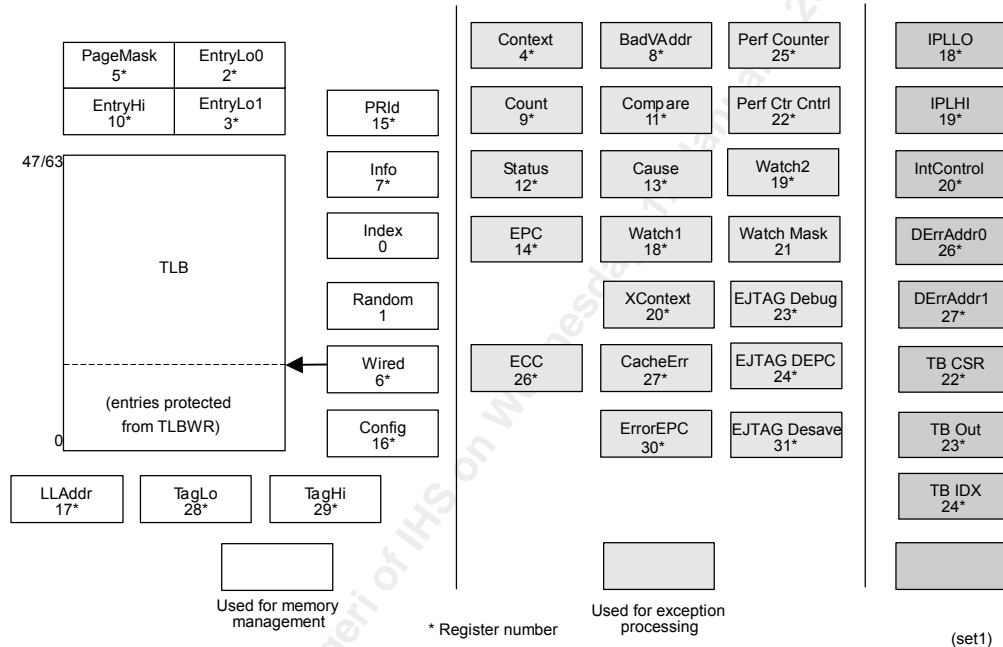 PageMask
5*
EntryLo0
2*
EntryHi
10*
EntryLo1
3*
47/63
TLB
(entries protected
from TLBWR)
0
PRId
15*
Info
7*
Index
0
Random
1
Wired
6*
Config
16*
LLAddr
17*
TagLo
28*
TagHi
29*
Used for memory
management
Context
4*
BadVAddr
8*
Perf Counter
25*
Count
9*
Compare
11*
Perf Ctr Cntrl
22*
Status
12*
Cause
13*
Watch2
19*
EPC
14*
Watch1
18*
Watch Mask
21
XContext
20*
EJTAG Debug
23*
ECC
26*
CacheErr
27*
EJTAG DEPC
24*
ErrorEPC
30*
EJTAG Desave
31*
Used for exception
processing
* Register number
IPLLO
18*
IPLHI
19*
IntControl
20*
DErrAddr0
26*
DErrAddr1
27*
TB CSR
22*
TB Out
23*
TB IDX
24*
(set1)
geri of IHS on